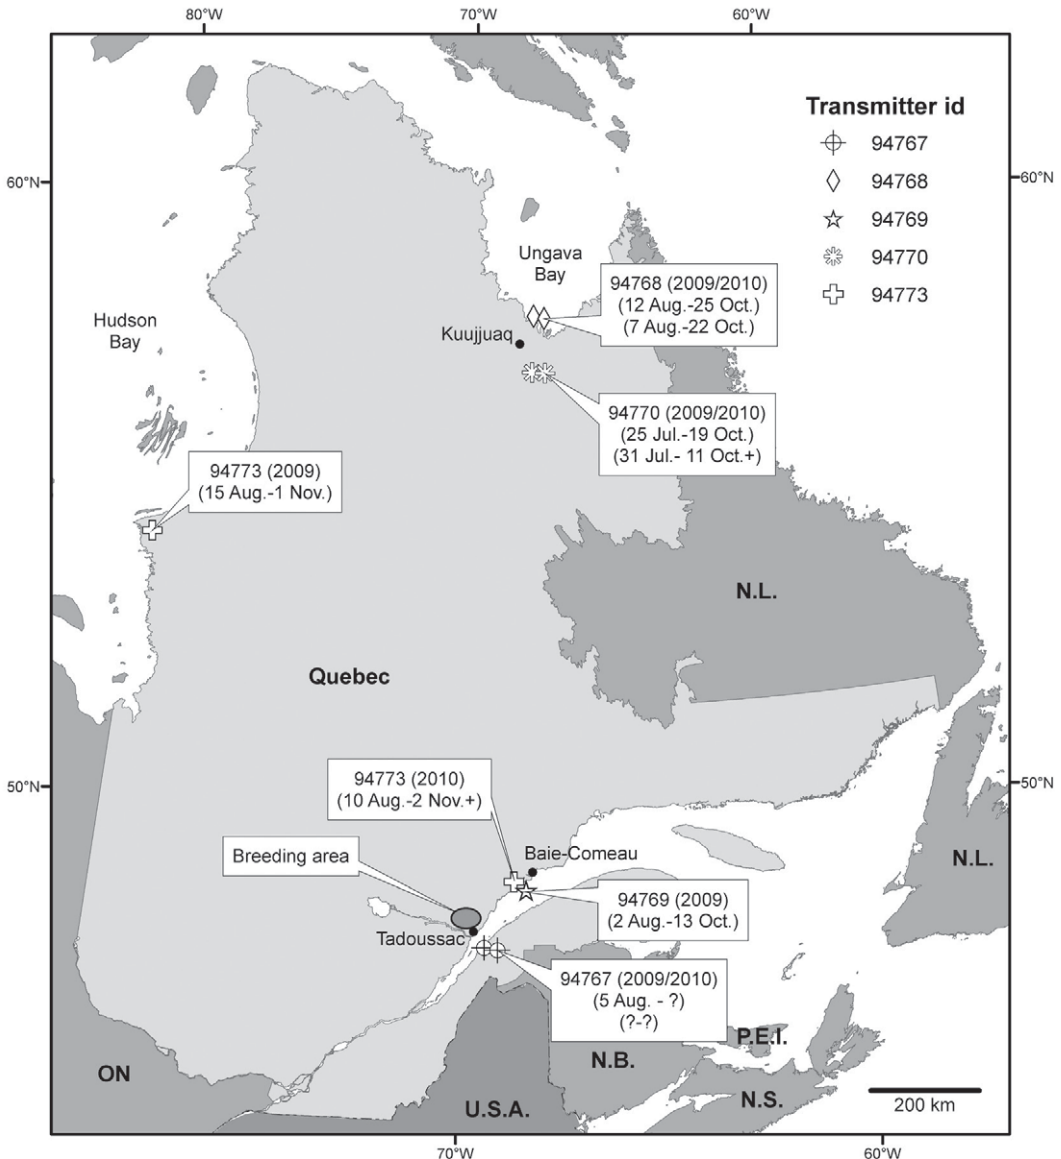 80°W
70°W
60°W
Transmitter id
94767
94768
94769
94770
94773
60°N
60°N
Ungava
Bay
94768 (2009/2010)
(12 Aug.-25 Oct.)
(7 Aug.-22 Oct.)
Hudson
Bay
Kuujjuaq
94770 (2009/2010)
(25 Jul.-19 Oct.)
(31 Jul.- 11 Oct.+)
94773 (2009)
(15 Aug.-1 Nov.)
N.L.
Quebec
50°N
50°N
94773 (2010)
(10 Aug.-2 Nov.+)
Breeding area
Baie-Comeau
N.L.
94769 (2009)
(2 Aug.-13 Oct.)
Tadoussac
94767 (2009/2010)
(5 Aug. - ?)
(?-?)
P.E.I.
N.B.
ON
N.S.
U.S.A.
200 km
70°W
60°W